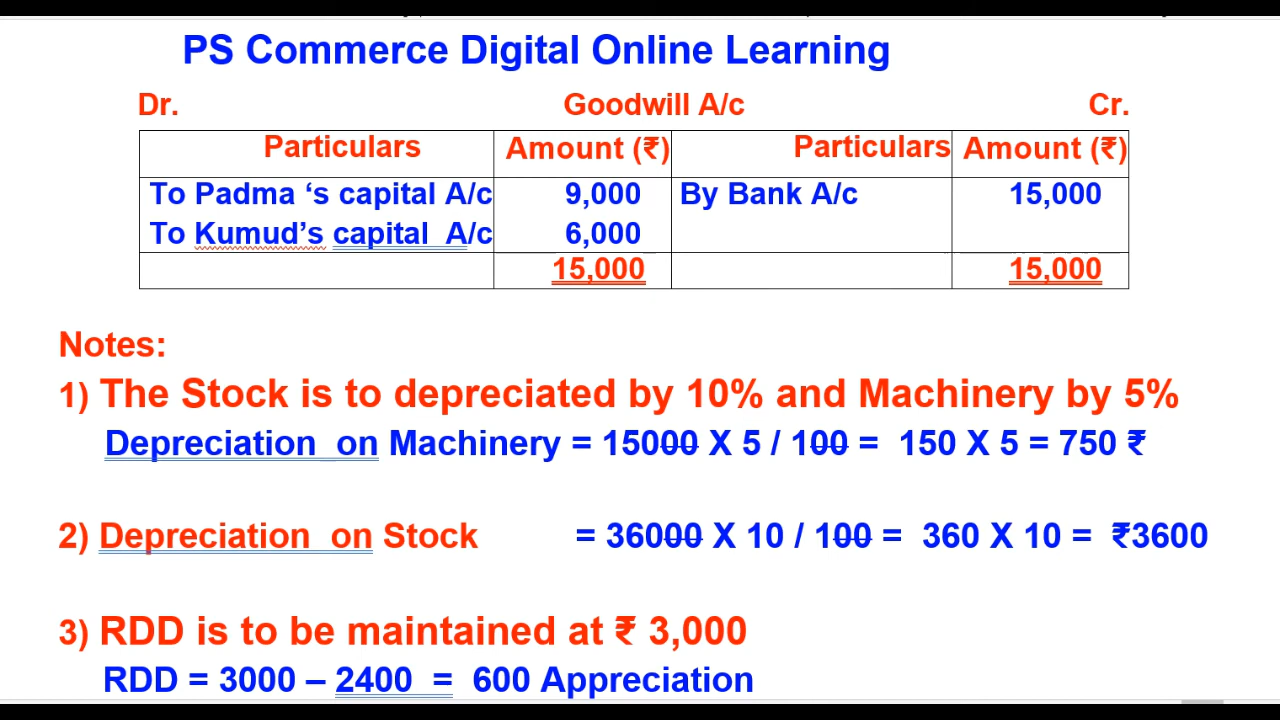 PS Commerce Digital Online Learning
Dr. Goodwill A/c Cr.
Particulars Amount (₹) Particulars Amount (₹)
To Padma ‘s capital A/c 9,000 By Bank A/c 15,000
To Kumud’s capital A/c 6,000
15,000 15,000
Notes:
1) The Stock is to depreciated by 10% and Machinery by 5%
Depreciation on Machinery = 15000 X 5 / 100 = 150 X 5 = 750 ₹
2) Depreciation on Stock = 36000 X 10 / 100 = 360 X 10 = ₹3600
3) RDD is to be maintained at ₹ 3,000
RDD = 3000 – 2400 = 600 Appreciation